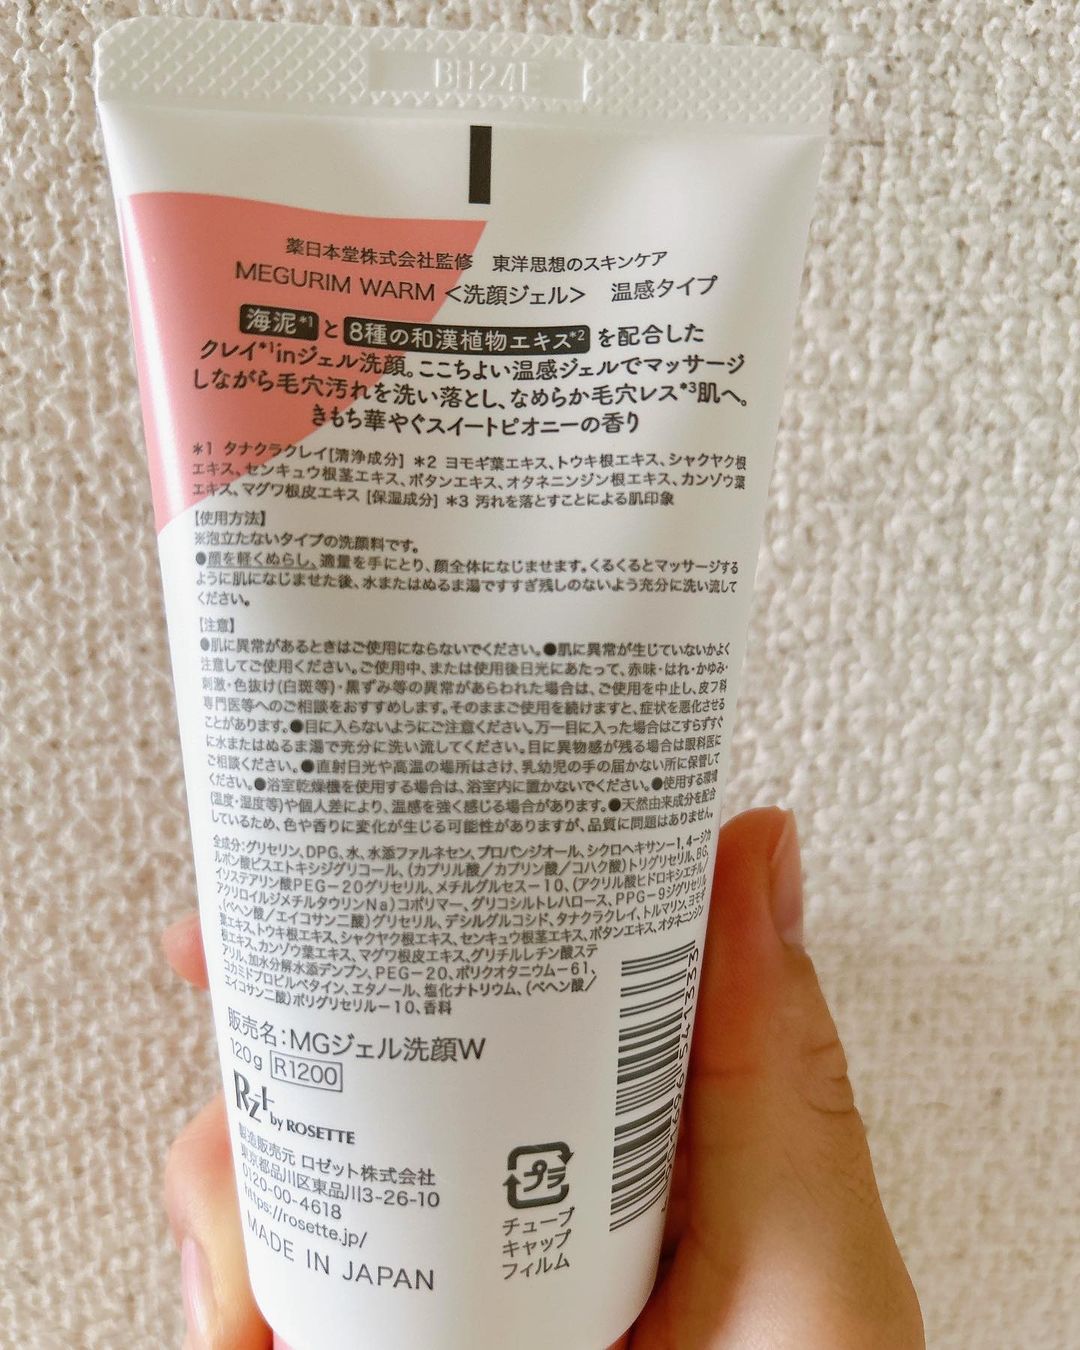 BH24E
薬日本堂株式会社監修 東洋思想のスキンケア
MEGURIM WARM <洗顔ジェル> 温感タイプ
海泥*1 と 8種の和漢植物エキス*2 を配合した
クレイ*1inジェル洗顔。ここちよい温感ジェルでマッサージ
しながら毛穴汚れを洗い落とし、なめらか毛穴レス*3肌へ。
きもち華やぐスイートピオニーの香り
*1 タナクラクレイ[清浄成分] *2 ヨモギ葉エキス、トウキ根エキス、シャクヤク根
エキス、センキュウ根茎エキス、ボタンエキス、オタネニンジン根エキス、カンゾウ葉
エキス、マグワ根皮エキス [保湿成分] *3 汚れを落とすことによる肌印象
【使用方法】
※泡立たないタイプの洗顔料です。
●顔を軽くぬらし、適量を手にとり、顔全体になじませます。くるくるとマッサージする
ように肌になじませた後、水またはぬるま湯ですすぎ残しのないよう充分に洗い流して
ください。
【注意】
●肌に異常があるときはご使用にならないでください。●肌に異常が生じていないかよく
注意してご使用ください。ご使用中、または使用後日光にあたって、赤味・はれ・かゆみ・
刺激・色抜け(白斑等)・黒ずみ等の異常があらわれた場合は、ご使用を中止し、皮フ科
専門医等へのご相談をおすすめします。そのままご使用を続けますと、症状を悪化させる
ことがあります。●目に入らないようにご注意ください。万一目に入った場合はこすらずすぐ
に水またはぬるま湯で充分に洗い流してください。目に異物感が残る場合は眼科医に
ご相談ください。●直射日光や高温の場所はさけ、乳幼児の手の届かない所に保管して
ください。●浴室乾燥機を使用する場合は、浴室内に置かないでください。●使用する環境
(温度・湿度等)や個人差により、温感を強く感じる場合があります。●天然由来成分を配合
しているため、色や香りに変化が生じる可能性がありますが、品質に問題はありません。
全成分:グリセリン、DPG、水、水添ファルネセン、プロパンジオール、シクロヘキサン-1,4-ジカ
ルボン酸ビスエトキシジグリコール、(カプリル酸/カプリン酸/コハク酸)トリグリセリル、BG、
イソステアリン酸PEG-20グリセリル、メチルグルセス-10、(アクリル酸ヒドロキシエチル/
アクリロイルジメチルタウリンNa)コポリマー、グリコシルトレハロース、PPG-9ジグリセリル
、(ベヘン酸/エイコサン二酸)グリセリル、デシルグルコシド、タナクラクレイ、トルマリン、ヨモギ
葉エキス、トウキ根エキス、シャクヤク根エキス、センキュウ根茎エキス、ボタンエキス、オタネニンジン
根エキス、カンゾウ葉エキス、マグワ根皮エキス、グリチルレチン酸ステ
アリル、加水分解水添デンプン、PEG-20、ポリクオタニウム-61、
コカミドプロピルベタイン、エタノール、塩化ナトリウム、(ベヘン酸/
エイコサン二酸)ポリグリセリル-10、香料
販売名:MGジェル洗顔W
120g R1200
Rz+ by ROSETTE
製造販売元 ロゼット株式会社
東京都品川区東品川3-26-10
0120-00-4618
https://rosette.jp/
MADE IN JAPAN
プラ
チューブ
キャップ
フィルム